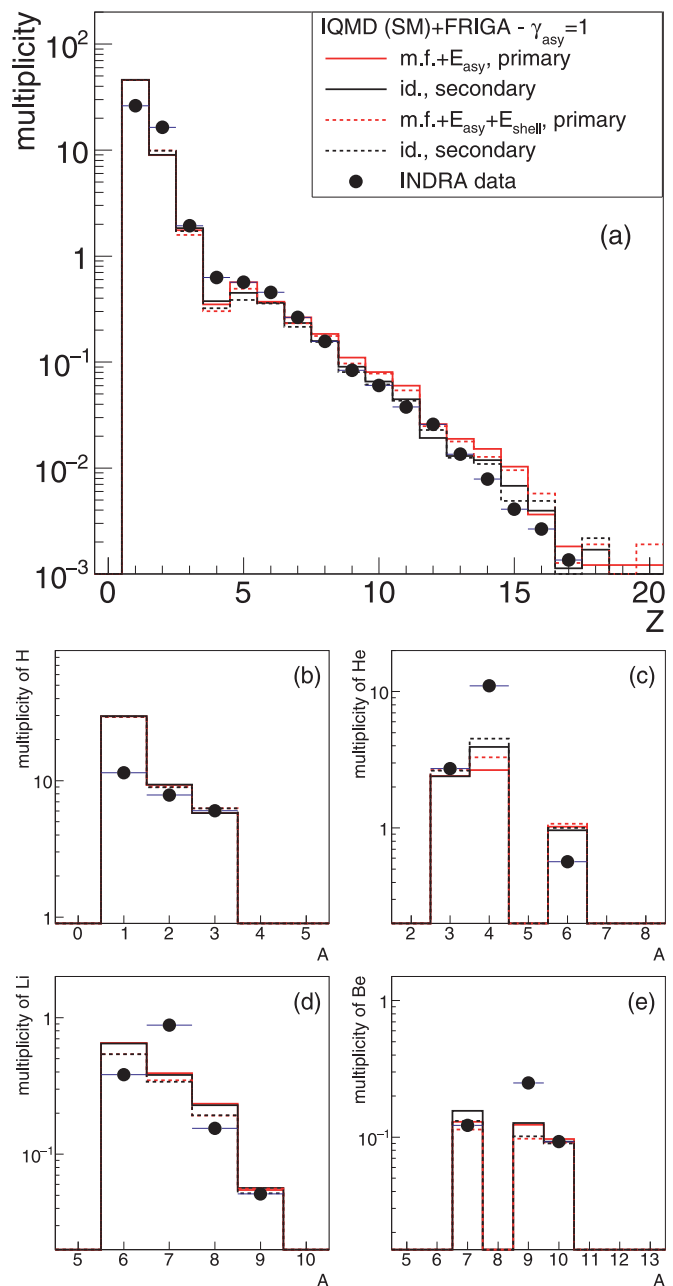 IQMD (SM)+FRIGA - γasy=1
m.f.+Easy, primary
id., secondary
m.f.+Easy+Eshell, primary
id., secondary
INDRA data
(a)
multiplicity
10²
10
1
10⁻¹
10⁻²
10⁻³
0 5 10 15 20
Z
(b)
multiplicity of H
10
1
0 1 2 3 4 5
A
(c)
multiplicity of He
10
1
2 3 4 5 6 7 8
A
(d)
multiplicity of Li
1
10⁻¹
5 6 7 8 9 10
A
(e)
multiplicity of Be
1
10⁻¹
5 6 7 8 9 10 11 12 13
A